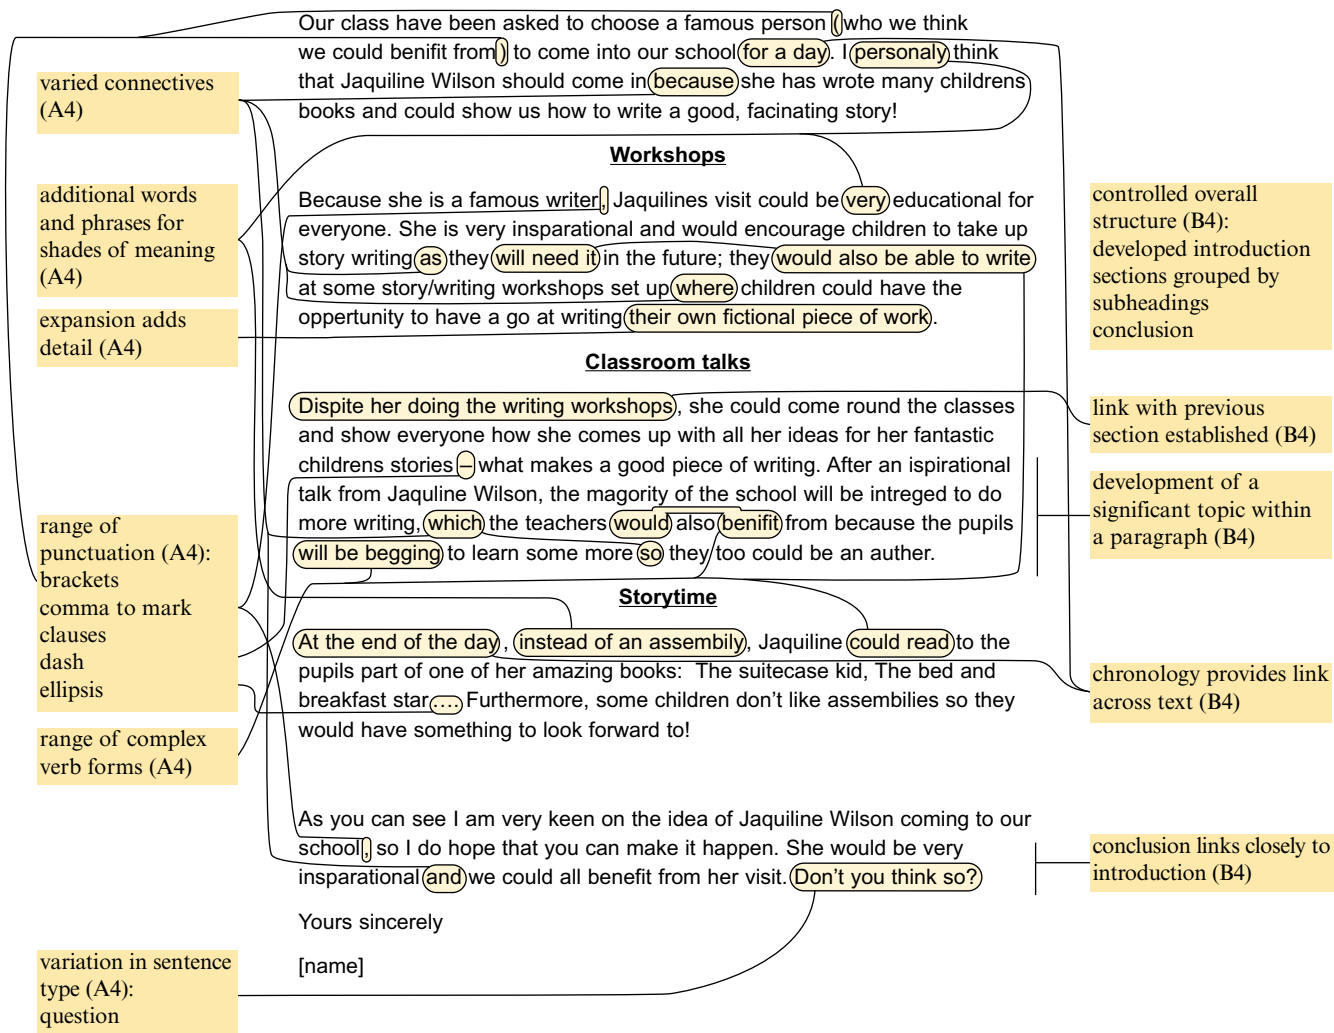 Our class have been asked to choose a famous person (who we think
we could benifit from) to come into our school for a day. I personaly think
that Jaquiline Wilson should come in because she has wrote many childrens
books and could show us how to write a good, facinating story!
Workshops
Because she is a famous writer, Jaquilines visit could be very educational for
everyone. She is very insparational and would encourage children to take up
story writing as they will need it in the future; they would also be able to write
at some story/writing workshops set up where children could have the
opportunity to have a go at writing their own fictional piece of work.
Classroom talks
Dispite her doing the writing workshops, she could come round the classes
and show everyone how she comes up with all her ideas for her fantastic
childrens stories – what makes a good piece of writing. After an ispirational
talk from Jaquline Wilson, the magority of the school will be intreged to do
more writing, which the teachers would also benifit from because the pupils
will be begging to learn some more so they too could be an auther.
Storytime
At the end of the day, instead of an assembily, Jaquiline could read to the
pupils part of one of her amazing books: The suitecase kid, The bed and
breakfast star.... Furthermore, some children don't like assembilies so they
would have something to look forward to!
As you can see I am very keen on the idea of Jaquiline Wilson coming to our
school, so I do hope that you can make it happen. She would be very
insparational and we could all benefit from her visit. Don't you think so?
Yours sincerely
[name]
varied connectives
(A4)
additional words
and phrases for
shades of meaning
(A4)
expansion adds
detail (A4)
range of
punctuation (A4):
brackets
comma to mark
clauses
dash
ellipsis
range of complex
verb forms (A4)
variation in sentence
type (A4):
question
controlled overall
structure (B4):
developed introduction
sections grouped by
subheadings
conclusion
link with previous
section established (B4)
development of a
significant topic within
a paragraph (B4)
chronology provides link
across text (B4)
conclusion links closely to
introduction (B4)